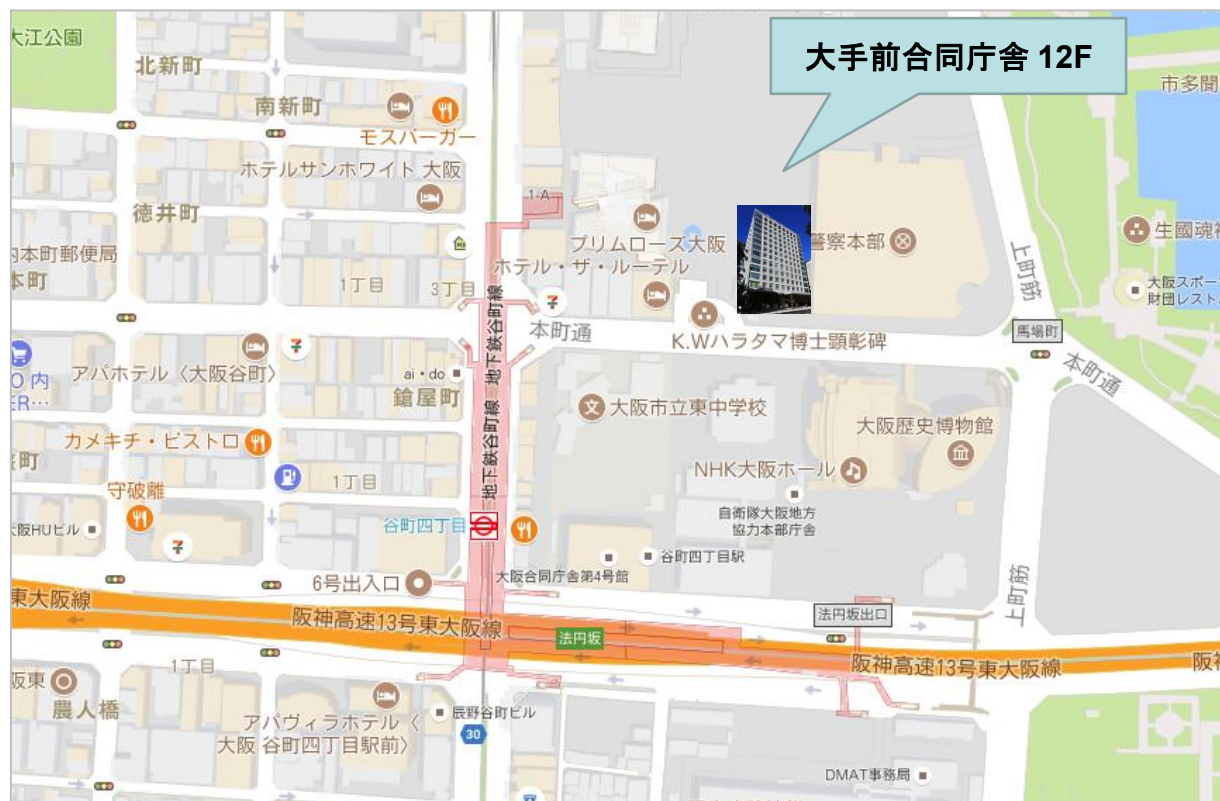 大江公園
北新町
大手前合同庁舎 12F
市多聞
南新町
モスバーガー
ホテルサンホワイト 大阪
1-A
徳井町
プリムローズ大阪
警察本部
生國魂神
上町筋
内本町郵便局
本町
1丁目
3丁目
ホテル・ザ・ルーテル
大阪スポー
財団レスト
地下鉄谷町線
地下鉄谷町線
本町通
K.Wハラタマ博士顕彰碑
馬場町
本町通
アパホテル〈大阪谷町〉
ai・do
鎗屋町
O 内
ER…
大阪市立東中学校
大阪歴史博物館
カメキチ・ビストロ
町
NHK大阪ホール
守破離
1丁目
自衛隊大阪地方
協力本部庁舎
大阪HUビル
谷町四丁目
谷町四丁目駅
大阪合同庁舎第4号館
6号出入口
上町筋
東大阪線
阪神高速13号東大阪線
法円坂
法円坂出口
阪神高速13号東大阪線
阪神
1丁目
阪東
農人橋
アパヴィラホテル〈
大阪 谷町四丁目駅前〉
辰野谷町ビル
30
DMAT事務局